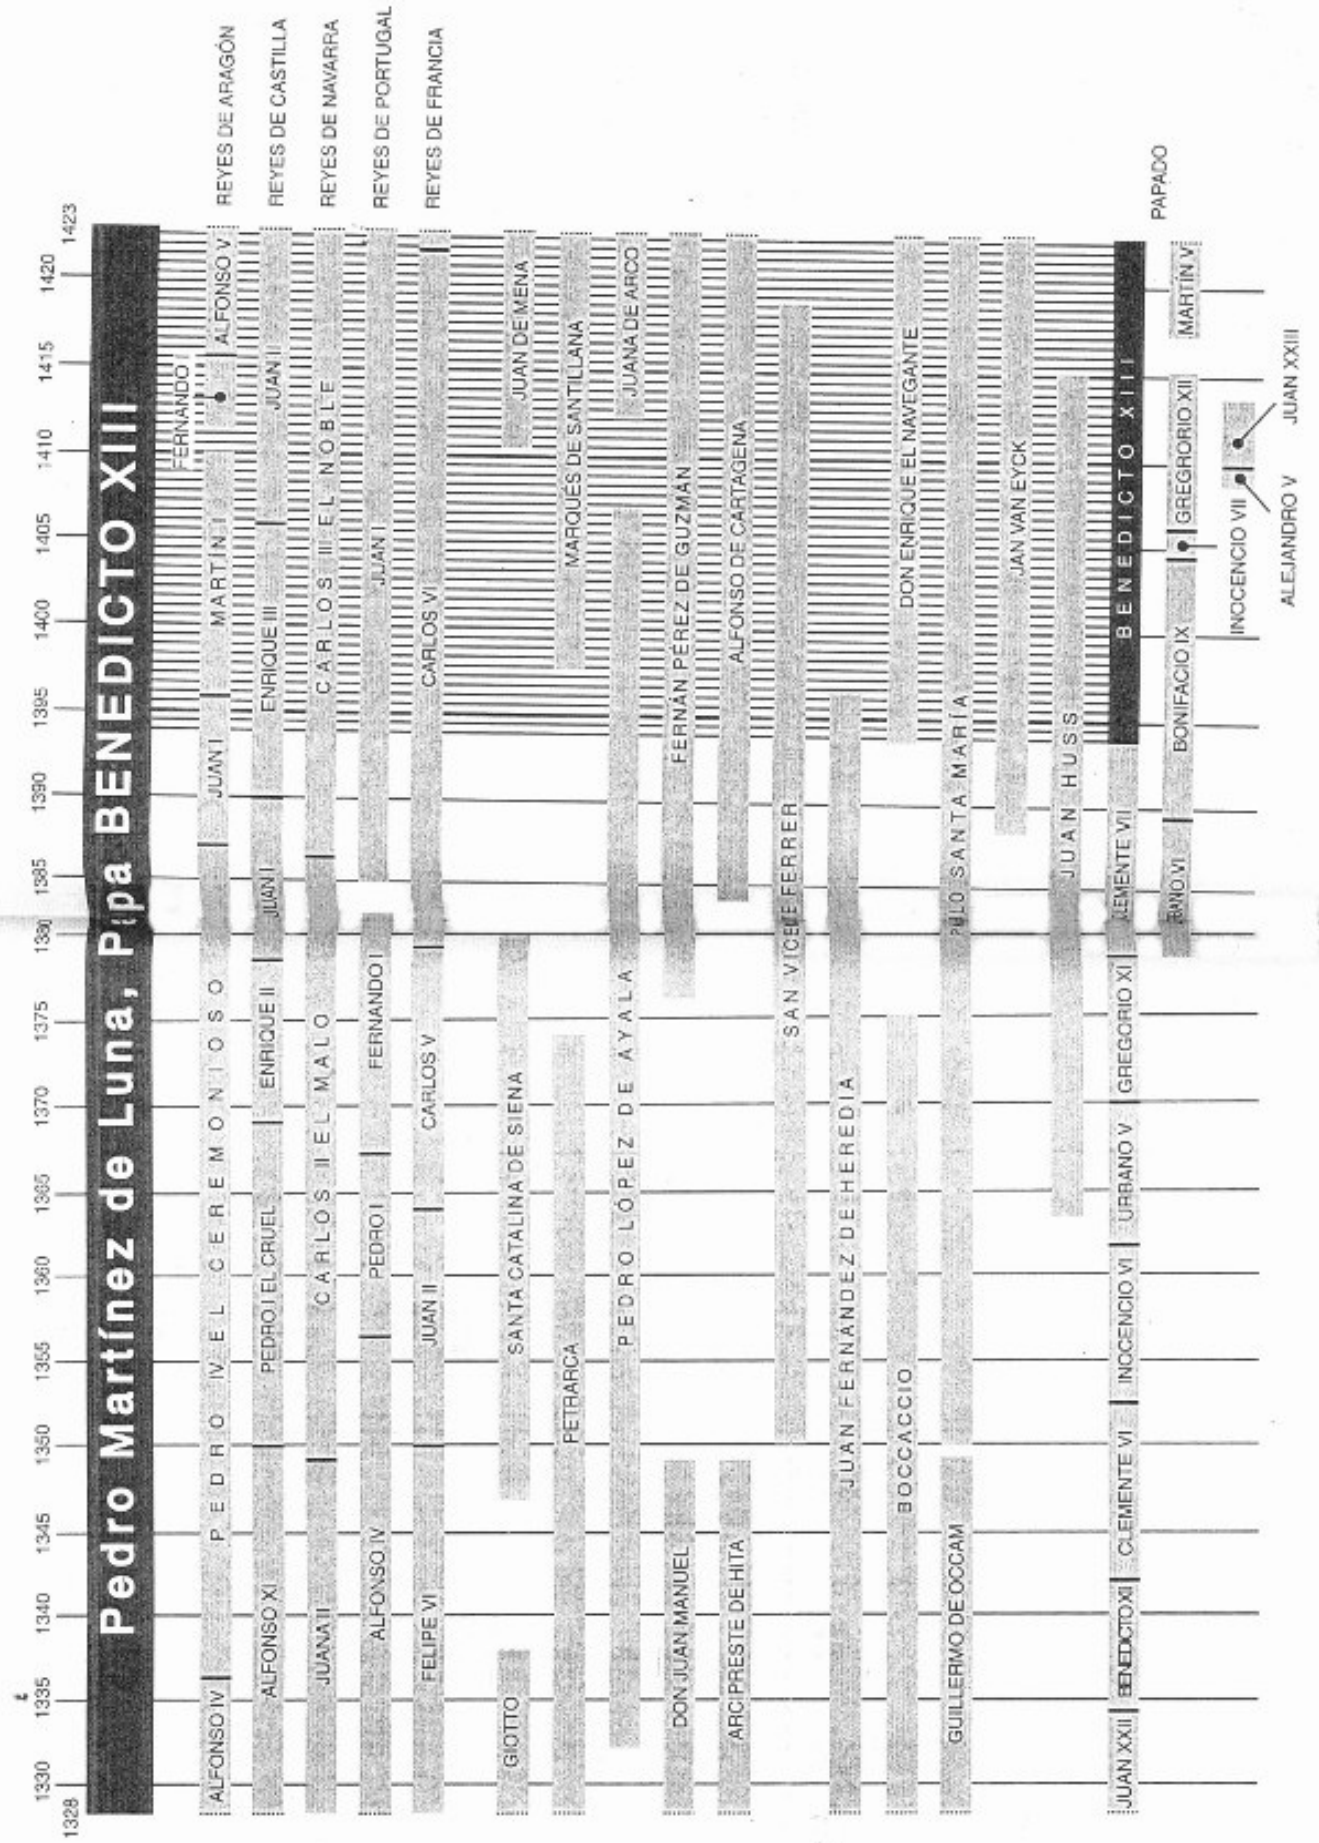 1328 1330 1335 1340 1345 1350 1355 1360 1365 1370 1375 1380 1385 1390 1395 1400 1405 1410 1415 1420 1423
Pedro Martínez de Luna, Papa BENEDICTO XIII
FERNANDO I
ALFONSO IV PEDRO IV EL CEREMONIOSO JUAN I MARTIN I ALFONSO V REYES DE ARAGÓN
ALFONSO XI PEDRO I EL CRUEL ENRIQUE II JUAN I ENRIQUE III JUAN II REYES DE CASTILLA
JUANA II CARLOS II EL MALO CARLOS III EL NOBLE REYES DE NAVARRA
ALFONSO IV PEDRO I FERNANDO I JUAN I REYES DE PORTUGAL
FELIPE VI JUAN II CARLOS V CARLOS VI REYES DE FRANCIA
GIOTTO SANTA CATALINA DE SIENA JUAN DE MENA
PETRARCA MARQUES DE SANTILLANA
PEDRO LÓPEZ DE AYALA JUANA DE ARCO
DON JUAN MANUEL FERNÁN PEREZ DE GUZMÁN
ARCIPRESTE DE HITA ALFONSO DE CARTAGENA
SAN VICENTE FERRER
JUAN FERNÁNDEZ DE HEREDIA
BOCCACCIO DON ENRIQUE EL NAVEGANTE
GUILLERMO DE OCCAM PABLO SANTA MARÍA
JAN VAN EYCK
JUAN HUSS
JUAN XXII BENEDICTO XII CLEMENTE VI INOCENCIO VI URBANO V GREGORIO XI CLEMENTE VII BENEDICTO XIII
PAPADO
BONIFACIO IX GREGRORIO XII MARTÍN V
INOCENCIO VII
ALEJANDRO V JUAN XXIII